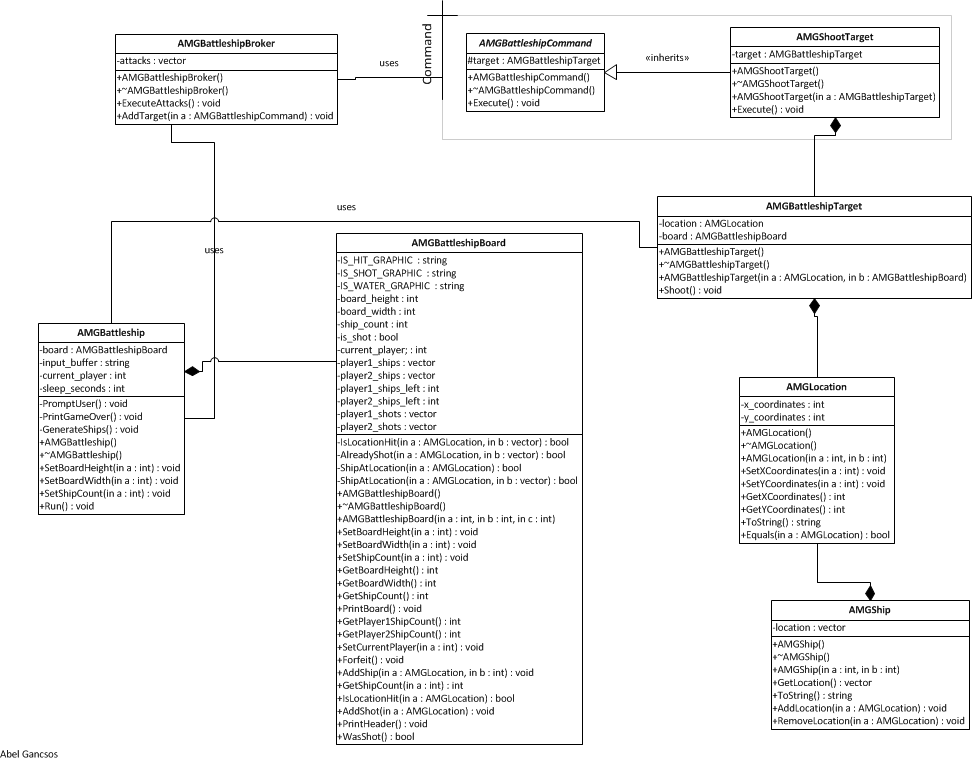 AMGBattleshipBroker
-attacks : vector
+AMGBattleshipBroker()
+~AMGBattleshipBroker()
+ExecuteAttacks() : void
+AddTarget(in a : AMGBattleshipCommand) : void
uses
Command
AMGBattleshipCommand
#target : AMGBattleshipTarget
+AMGBattleshipCommand()
+~AMGBattleshipCommand()
+Execute() : void
«inherits»
AMGShootTarget
-target : AMGBattleshipTarget
+AMGShootTarget()
+~AMGShootTarget()
+AMGShootTarget(in a : AMGBattleshipTarget)
+Execute() : void
uses
uses
AMGBattleshipTarget
-location : AMGLocation
-board : AMGBattleshipBoard
+AMGBattleshipTarget()
+~AMGBattleshipTarget()
+AMGBattleshipTarget(in a : AMGLocation, in b : AMGBattleshipBoard)
+Shoot() : void
AMGBattleship
-board : AMGBattleshipBoard
-input_buffer : string
-current_player : int
-sleep_seconds : int
-PromptUser() : void
-PrintGameOver() : void
-GenerateShips() : void
+AMGBattleship()
+~AMGBattleship()
+SetBoardHeight(in a : int) : void
+SetBoardWidth(in a : int) : void
+SetShipCount(in a : int) : void
+Run() : void
AMGBattleshipBoard
-IS_HIT_GRAPHIC : string
-IS_SHOT_GRAPHIC : string
-IS_WATER_GRAPHIC : string
-board_height : int
-board_width : int
-ship_count : int
-is_shot : bool
-current_player; : int
-player1_ships : vector
-player2_ships : vector
-player1_ships_left : int
-player2_ships_left : int
-player1_shots : vector
-player2_shots : vector
-IsLocationHit(in a : AMGLocation, in b : vector) : bool
-AlreadyShot(in a : AMGLocation, in b : vector) : bool
-ShipAtLocation(in a : AMGLocation) : bool
-ShipAtLocation(in a : AMGLocation, in b : vector) : bool
+AMGBattleshipBoard()
+~AMGBattleshipBoard()
+AMGBattleshipBoard(in a : int, in b : int, in c : int)
+SetBoardHeight(in a : int) : void
+SetBoardWidth(in a : int) : void
+SetShipCount(in a : int) : void
+GetBoardHeight() : int
+GetBoardWidth() : int
+GetShipCount() : int
+PrintBoard() : void
+GetPlayer1ShipCount() : int
+GetPlayer2ShipCount() : int
+SetCurrentPlayer(in a : int) : void
+Forfeit() : void
+AddShip(in a : AMGLocation, in b : int) : void
+GetShipCount(in a : int) : int
+IsLocationHit(in a : AMGLocation) : bool
+AddShot(in a : AMGLocation) : void
+PrintHeader() : void
+WasShot() : bool
AMGLocation
-x_coordinates : int
-y_coordinates : int
+AMGLocation()
+~AMGLocation()
+AMGLocation(in a : int, in b : int)
+SetXCoordinates(in a : int) : void
+SetYCoordinates(in a : int) : void
+GetXCoordinates() : int
+GetYCoordinates() : int
+ToString() : string
+Equals(in a : AMGLocation) : bool
AMGShip
-location : vector
+AMGShip()
+~AMGShip()
+AMGShip(in a : int, in b : int)
+GetLocation() : vector
+ToString() : string
+AddLocation(in a : AMGLocation) : void
+RemoveLocation(in a : AMGLocation) : void
Abel Gancsos